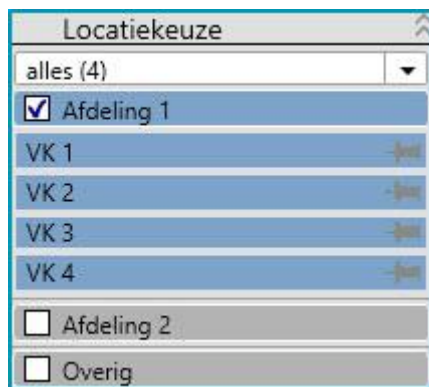 Locatiekeuze
alles (4)
Afdeling 1
VK 1
VK 2
VK 3
VK 4
Afdeling 2
Overig